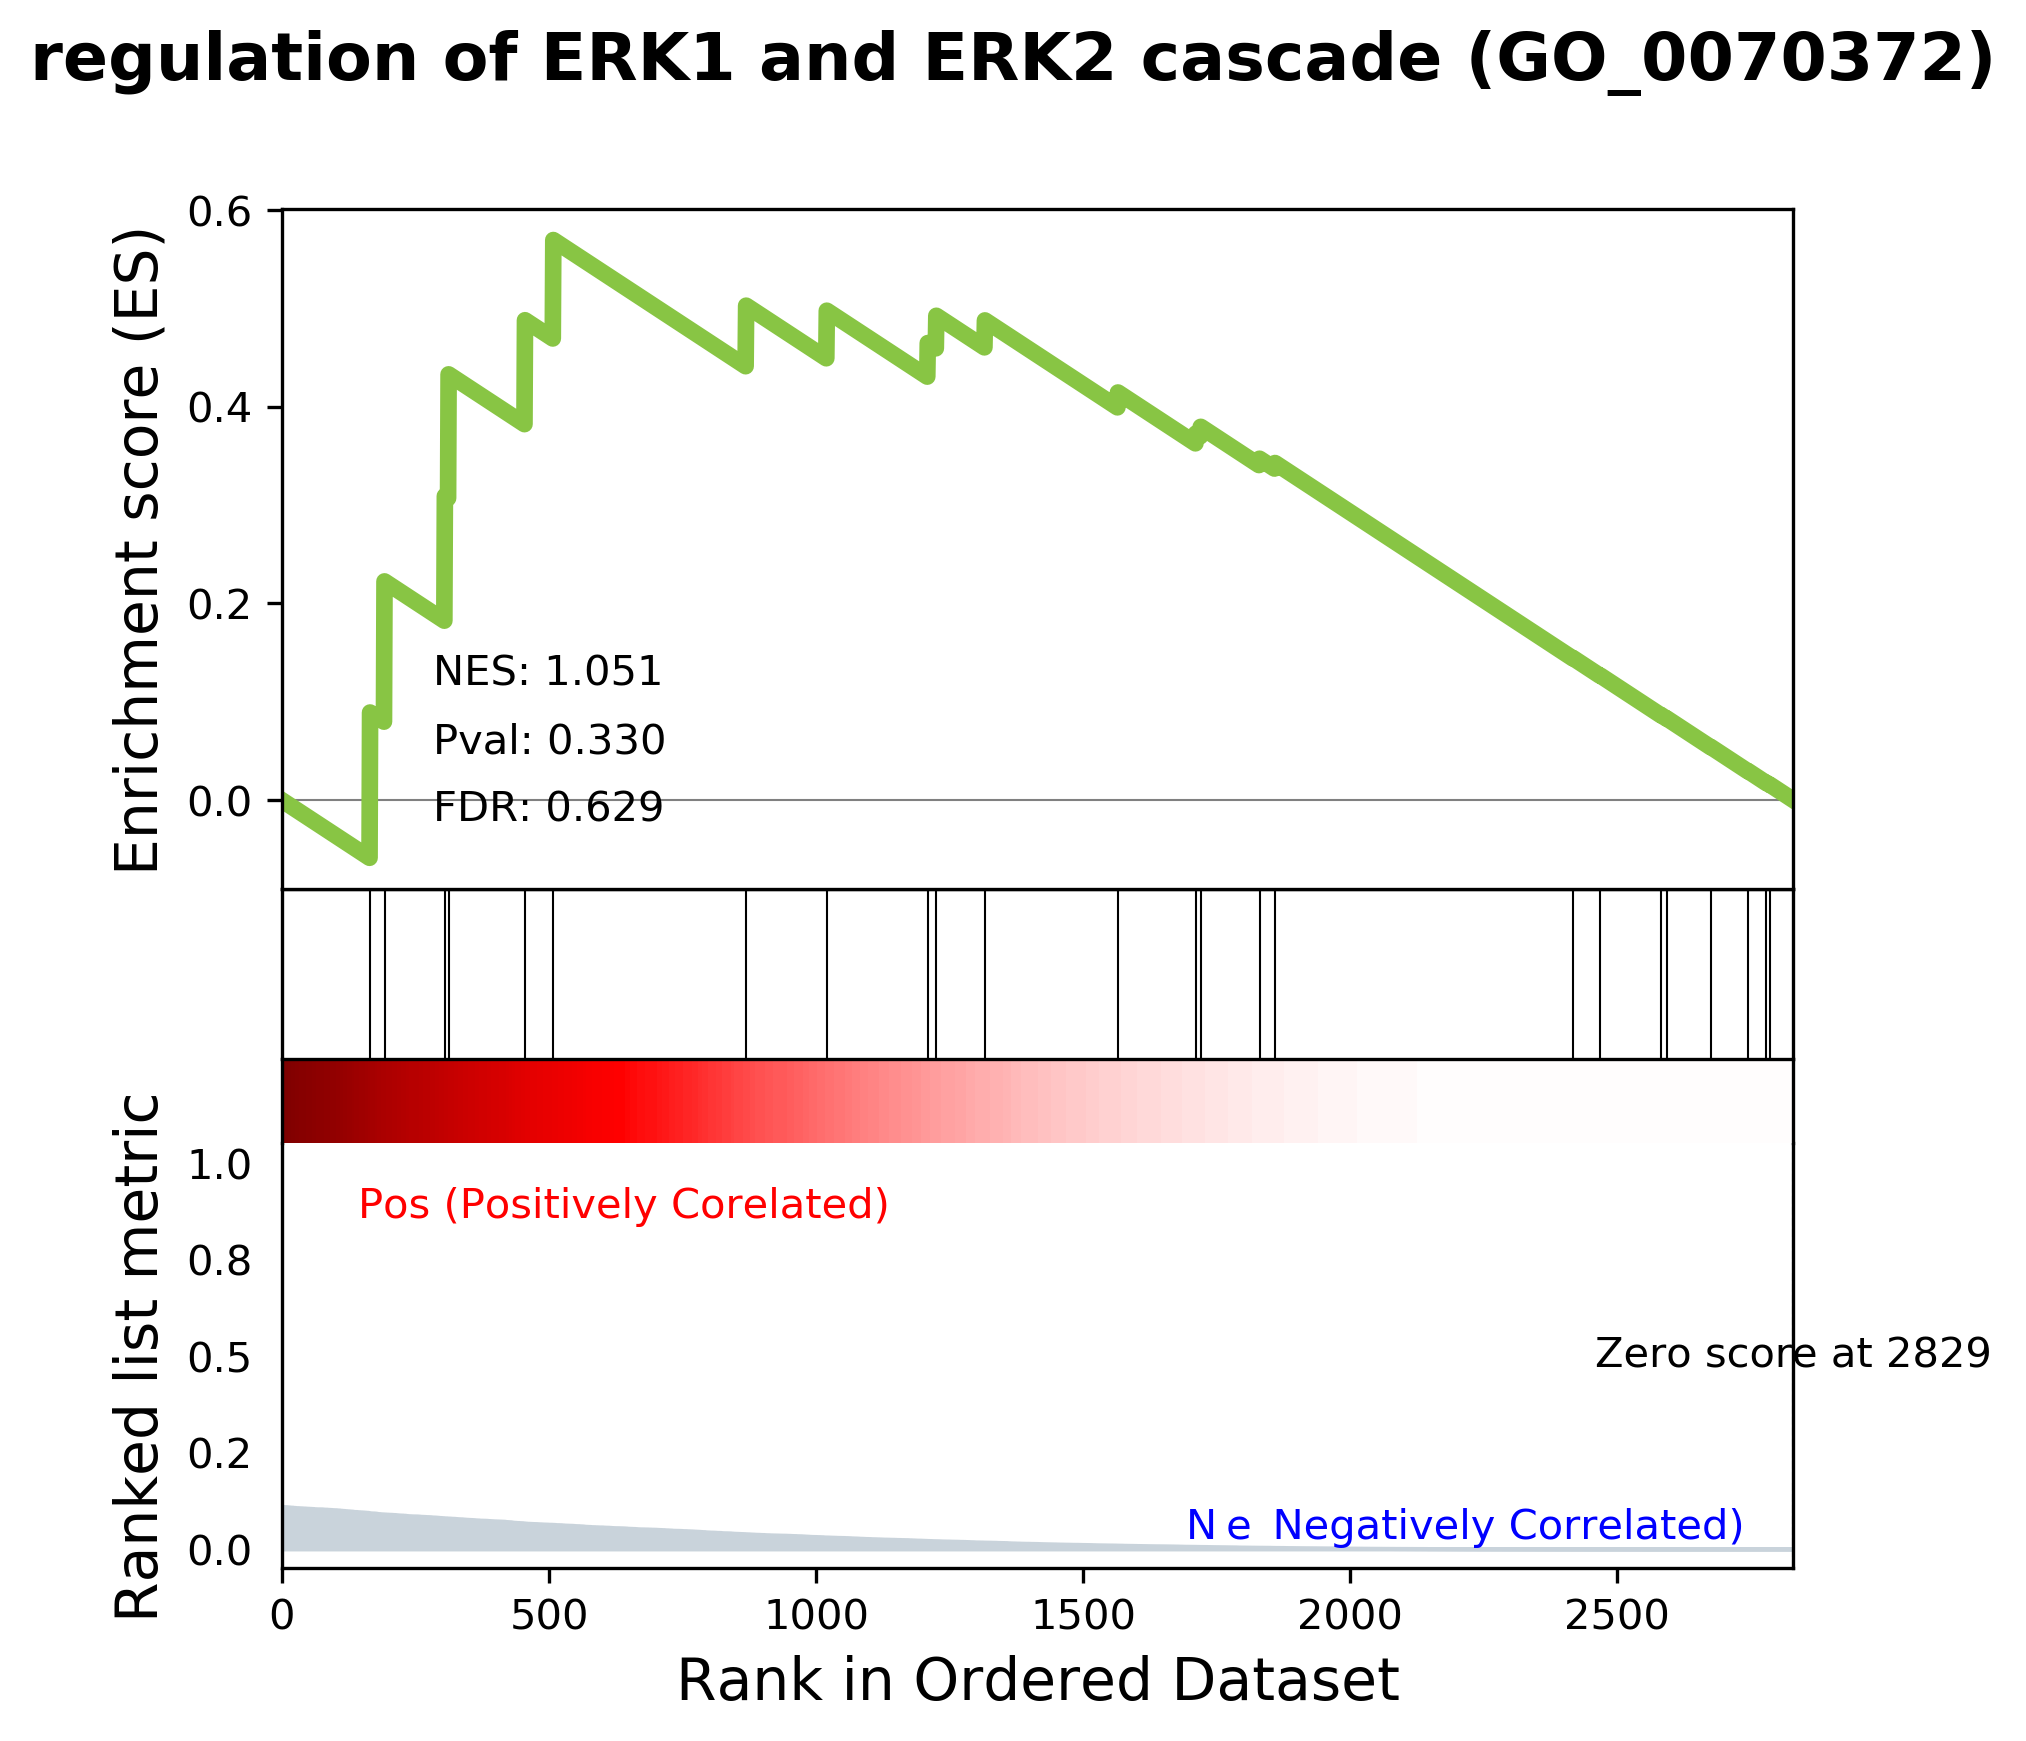 regulation of ERK1 and ERK2 cascade (GO_0070372)
Enrichment score (ES)
0.6
0.4
0.2
0.0
NES: 1.051
Pval: 0.330
FDR: 0.629
Ranked list metric
1.0
0.8
0.5
0.2
0.0
Pos (Positively Corelated)
Zero score at 2829
N e Negatively Correlated)
0 500 1000 1500 2000 2500
Rank in Ordered Dataset